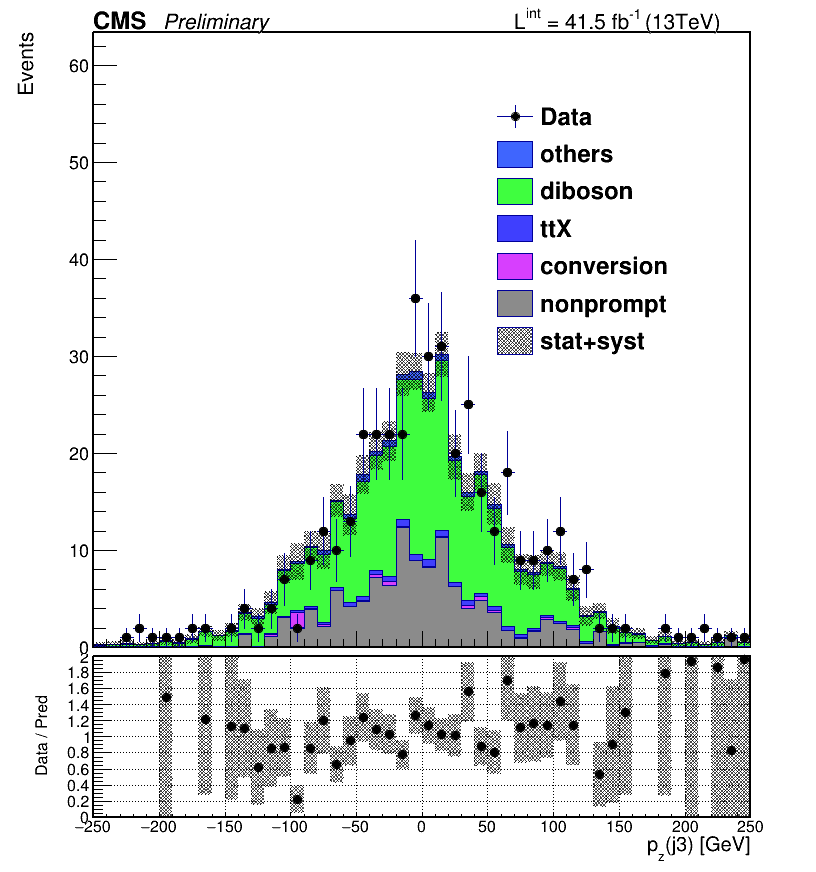 CMS Preliminary L^int = 41.5 fb^-1 (13TeV)
Events
60
50
40
30
20
10
0
Data
others
diboson
ttX
conversion
nonprompt
stat+syst
Data / Pred
2
1.8
1.6
1.4
1.2
1
0.8
0.6
0.4
0.2
0
−250 −200 −150 −100 −50 0 50 100 150 200 250
p_z(j3) [GeV]